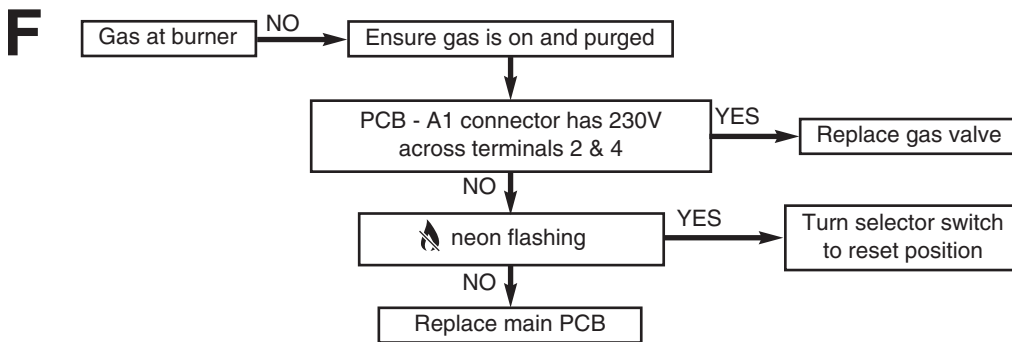 F
Gas at burner
NO
Ensure gas is on and purged
PCB - A1 connector has 230V
across terminals 2 & 4
YES
Replace gas valve
NO
neon flashing
YES
Turn selector switch
to reset position
NO
Replace main PCB